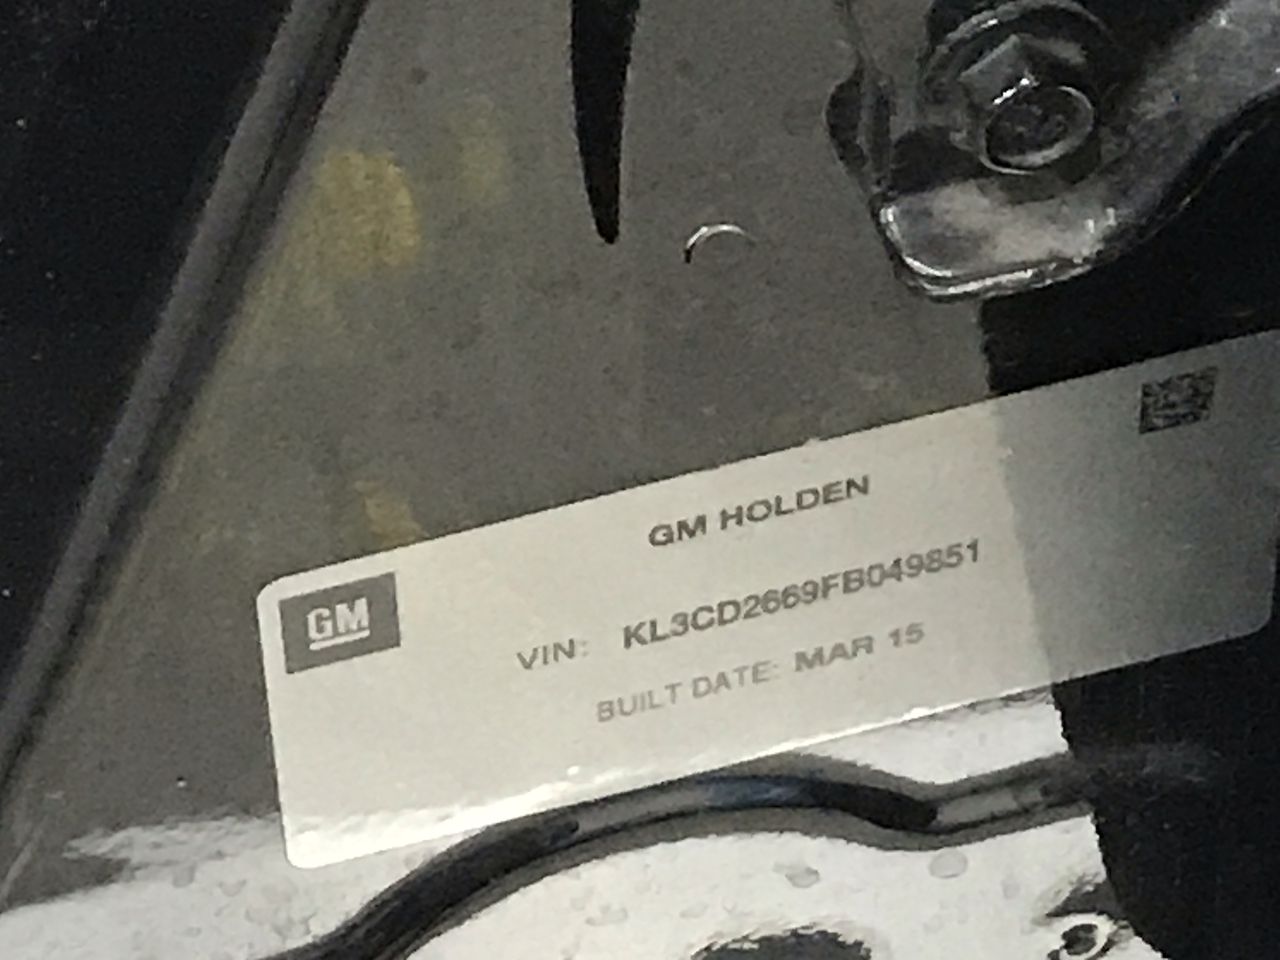 GM HOLDEN
GM
VIN: KL3CD2669FB049851
BUILT DATE: MAR 15